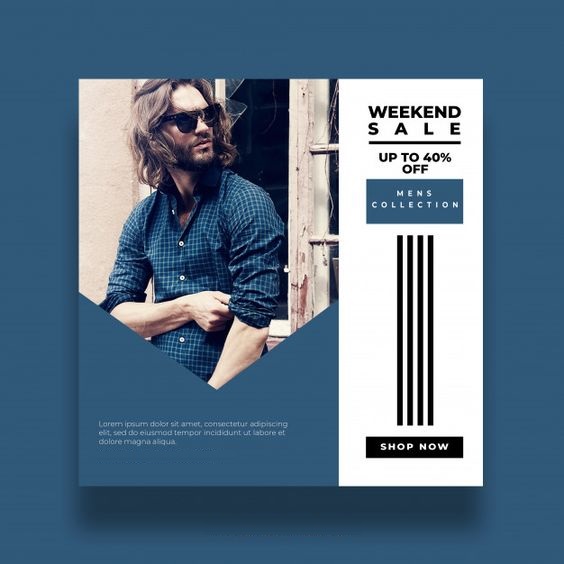 WEEKEND
SALE
UP TO 40%
OFF
MENS
COLLECTION
SHOP NOW
Lorem ipsum dolor sit amet, consectetur adipiscing
elit, sed do eiusmod tempor incididunt ut labore et
dolore magna aliqua.